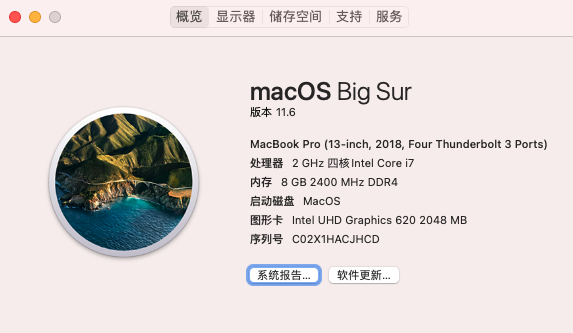 概览 显示器 储存空间 支持 服务
macOS Big Sur
版本 11.6
MacBook Pro (13-inch, 2018, Four Thunderbolt 3 Ports)
处理器 2 GHz 四核Intel Core i7
内存 8 GB 2400 MHz DDR4
启动磁盘 MacOS
图形卡 Intel UHD Graphics 620 2048 MB
序列号 C02X1HACJHCD
系统报告... 软件更新...